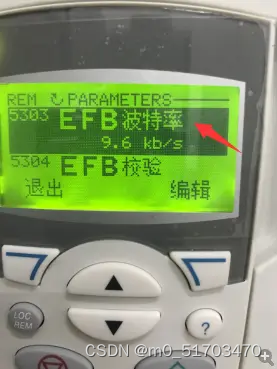 REM ↻ PARAMETERS
5303 EFB波特率
9.6 kb/s
5304 EFB校验
退出 编辑
LOC
REM
?
CSDN @m0_51703470